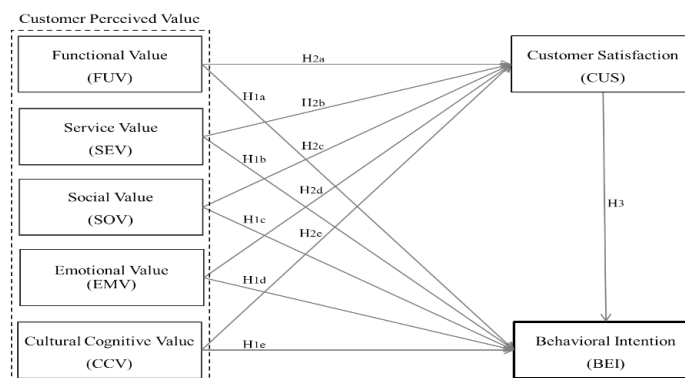 Customer Perceived Value
Functional Value
(FUV)
Service Value
(SEV)
Social Value
(SOV)
Emotional Value
(EMV)
Cultural Cognitive Value
(CCV)
H2a
H1a
H2b
H1b
H2c
H2d
H1c
H2e
H1d
H1e
Customer Satisfaction
(CUS)
H3
Behavioral Intention
(BEI)